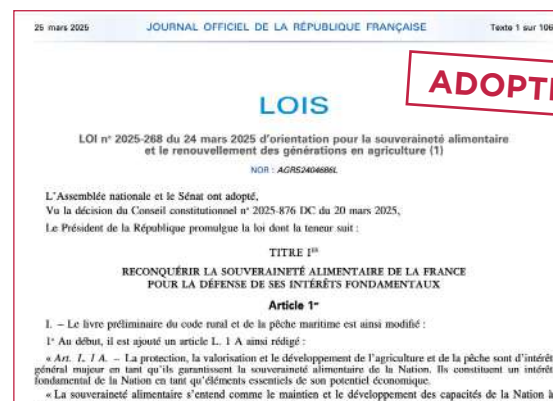 25 mars 2025 JOURNAL OFFICIEL DE LA RÉPUBLIQUE FRANÇAISE Texte 1 sur 106
ADOPT
LOIS
LOI n° 2025-268 du 24 mars 2025 d'orientation pour la souveraineté alimentaire
et le renouvellement des générations en agriculture (1)
NOR : AGRS2404686L
L'Assemblée nationale et le Sénat ont adopté,
Vu la décision du Conseil constitutionnel n° 2025-876 DC du 20 mars 2025,
Le Président de la République promulgue la loi dont la teneur suit :
TITRE Iᵉʳ
RECONQUÉRIR LA SOUVERAINETÉ ALIMENTAIRE DE LA FRANCE
POUR LA DÉFENSE DE SES INTÉRÊTS FONDAMENTAUX
Article 1ᵉʳ
I. – Le livre préliminaire du code rural et de la pêche maritime est ainsi modifié :
1° Au début, il est ajouté un article L. 1 A ainsi rédigé :
« Art. L. 1 A. – La protection, la valorisation et le développement de l'agriculture et de la pêche sont d'intérêt
général majeur en tant qu'ils garantissent la souveraineté alimentaire de la Nation. Ils constituent un intérêt
fondamental de la Nation en tant qu'éléments essentiels de son potentiel économique.
« La souveraineté alimentaire s'entend comme le maintien et le développement des capacités de la Nation à